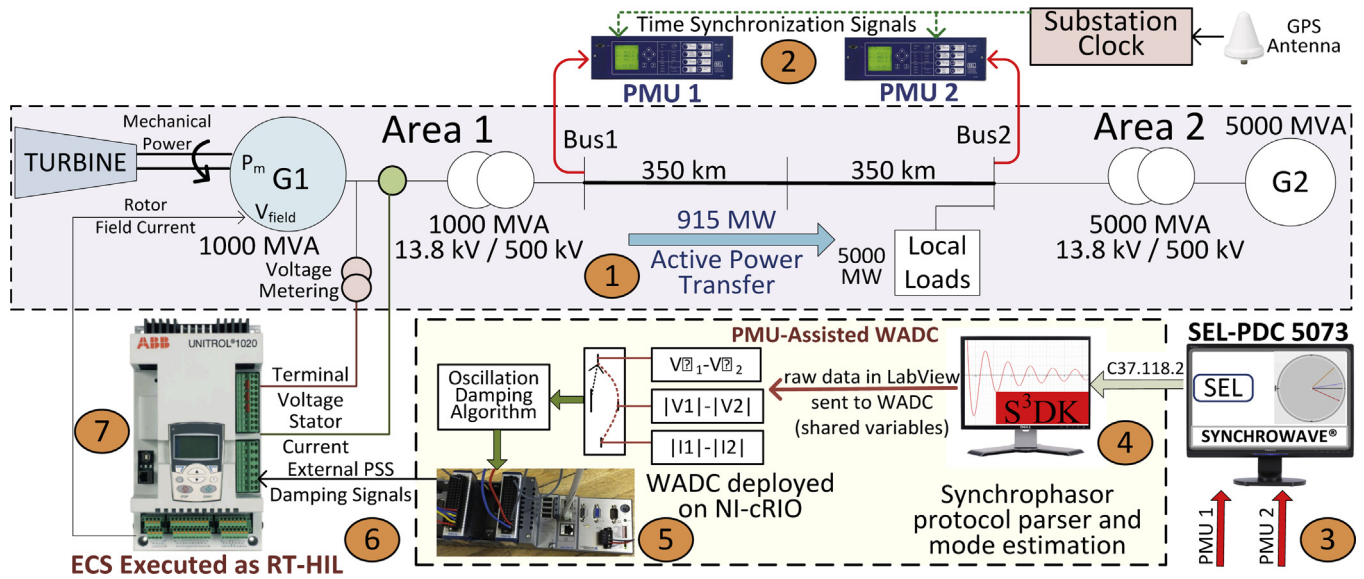 Time Synchronization Signals
Substation
Clock
GPS
Antenna
2
PMU 1
PMU 2
Mechanical
Power
TURBINE
Pm
G1
Vfield
Rotor
Field Current
1000 MVA
Area 1
Bus1
Bus2
Area 2
5000 MVA
G2
350 km
350 km
1000 MVA
13.8 kV / 500 kV
5000 MVA
13.8 kV / 500 kV
915 MW
Active Power
Transfer
1
5000
MW
Local
Loads
Voltage
Metering
ABB
UNITROL®1020
Terminal
Voltage
Stator
Current
External PSS
Damping Signals
7
6
ECS Executed as RT-HIL
PMU-Assisted WADC
Oscillation
Damping
Algorithm
V⍰1-V⍰2
|V1|-|V2|
|I1|-|I2|
raw data in LabView
sent to WADC
(shared variables)
S³DK
4
WADC deployed
on NI-cRIO
5
Synchrophasor
protocol parser and
mode estimation
C37.118.2
SEL-PDC 5073
SEL
SYNCHROWAVE®
PMU 1
PMU 2
3